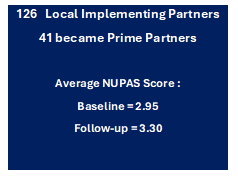 126 Local Implementing Partners
41 became Prime Partners
Average NUPAS Score :
Baseline = 2.95
Follow-up = 3.30